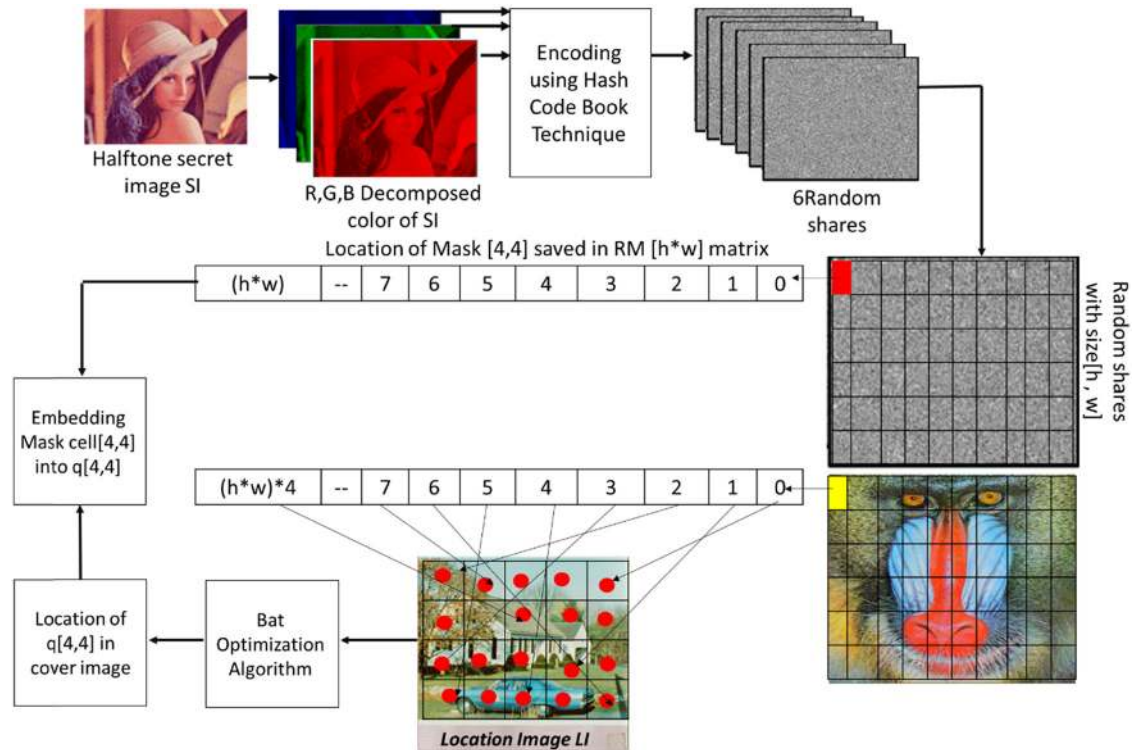 Halftone secret
image SI
R,G,B Decomposed
color of SI
Encoding
using Hash
Code Book
Technique
6Random
shares
Location of Mask [4,4] saved in RM [h*w] matrix
(h*w) -- 7 6 5 4 3 2 1 0
Random shares
with size[h , w]
Embedding
Mask cell[4,4]
into q[4,4]
(h*w)*4 -- 7 6 5 4 3 2 1 0
Location of
q[4,4] in
cover image
Bat
Optimization
Algorithm
Location Image LI